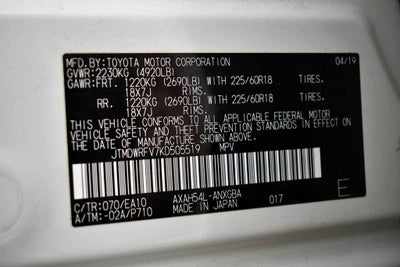 MFD.BY:TOYOTA MOTOR CORPORATION 04/19
GVWR:2230KG (4920LB)
GAWR:FRT. 1220KG (2690LB) WITH 225/60R18 TIRES.
18X7J RIMS.
RR. 1220KG (2690LB) WITH 225/60R18 TIRES.
18X7J RIMS.
THIS VEHICLE CONFORMS TO ALL APPLICABLE FEDERAL MOTOR
VEHICLE SAFETY AND BUMPER STANDARDS IN EFFECT ON THE
DATE OF MANUFACTURE SHOWN ABOVE.
JTMDWRFV7KD505519 MPV
C/TR:070/EA10 AXAH54L-ANXGBA E
A/TM:-02A/P710 MADE IN JAPAN 017